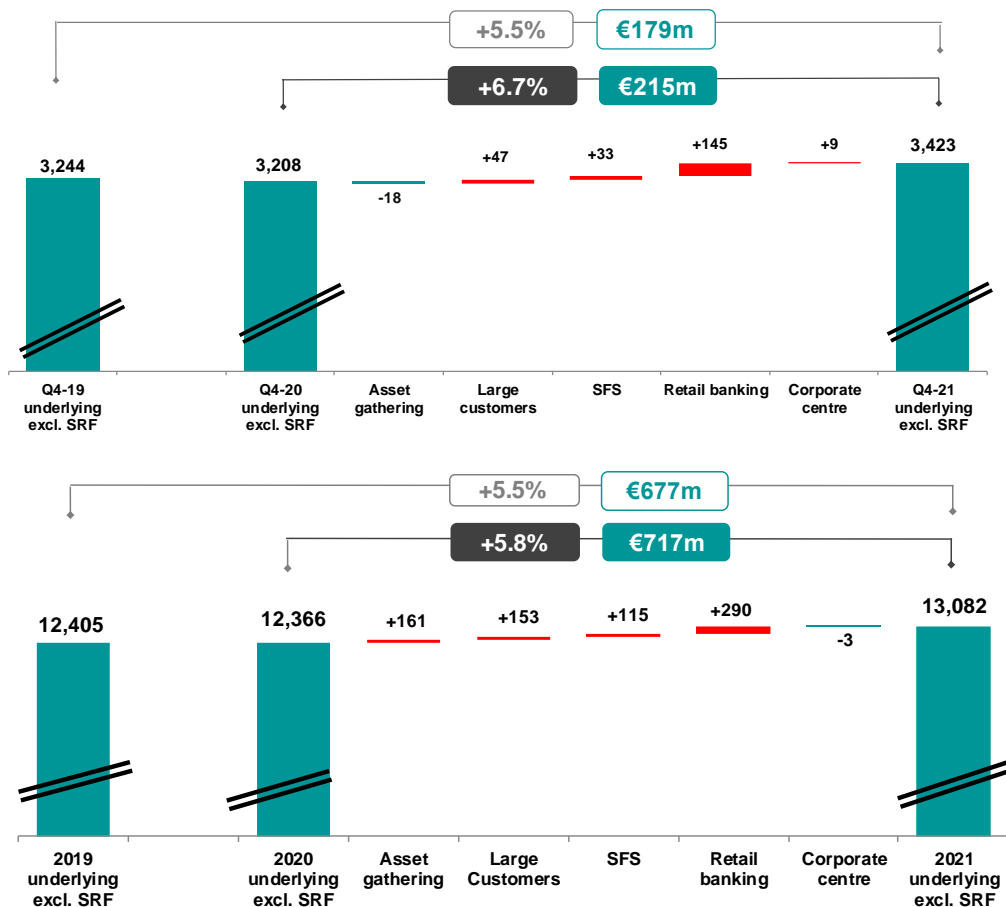 +5.5% €179m
+6.7% €215m
3,244
3,208
-18
+47
+33
+145
+9
3,423
Q4-19
underlying
excl. SRF
Q4-20
underlying
excl. SRF
Asset
gathering
Large
customers
SFS
Retail banking
Corporate
centre
Q4-21
underlying
excl. SRF
+5.5% €677m
+5.8% €717m
12,405
12,366
+161
+153
+115
+290
-3
13,082
2019
underlying
excl. SRF
2020
underlying
excl. SRF
Asset
gathering
Large
Customers
SFS
Retail
banking
Corporate
centre
2021
underlying
excl. SRF